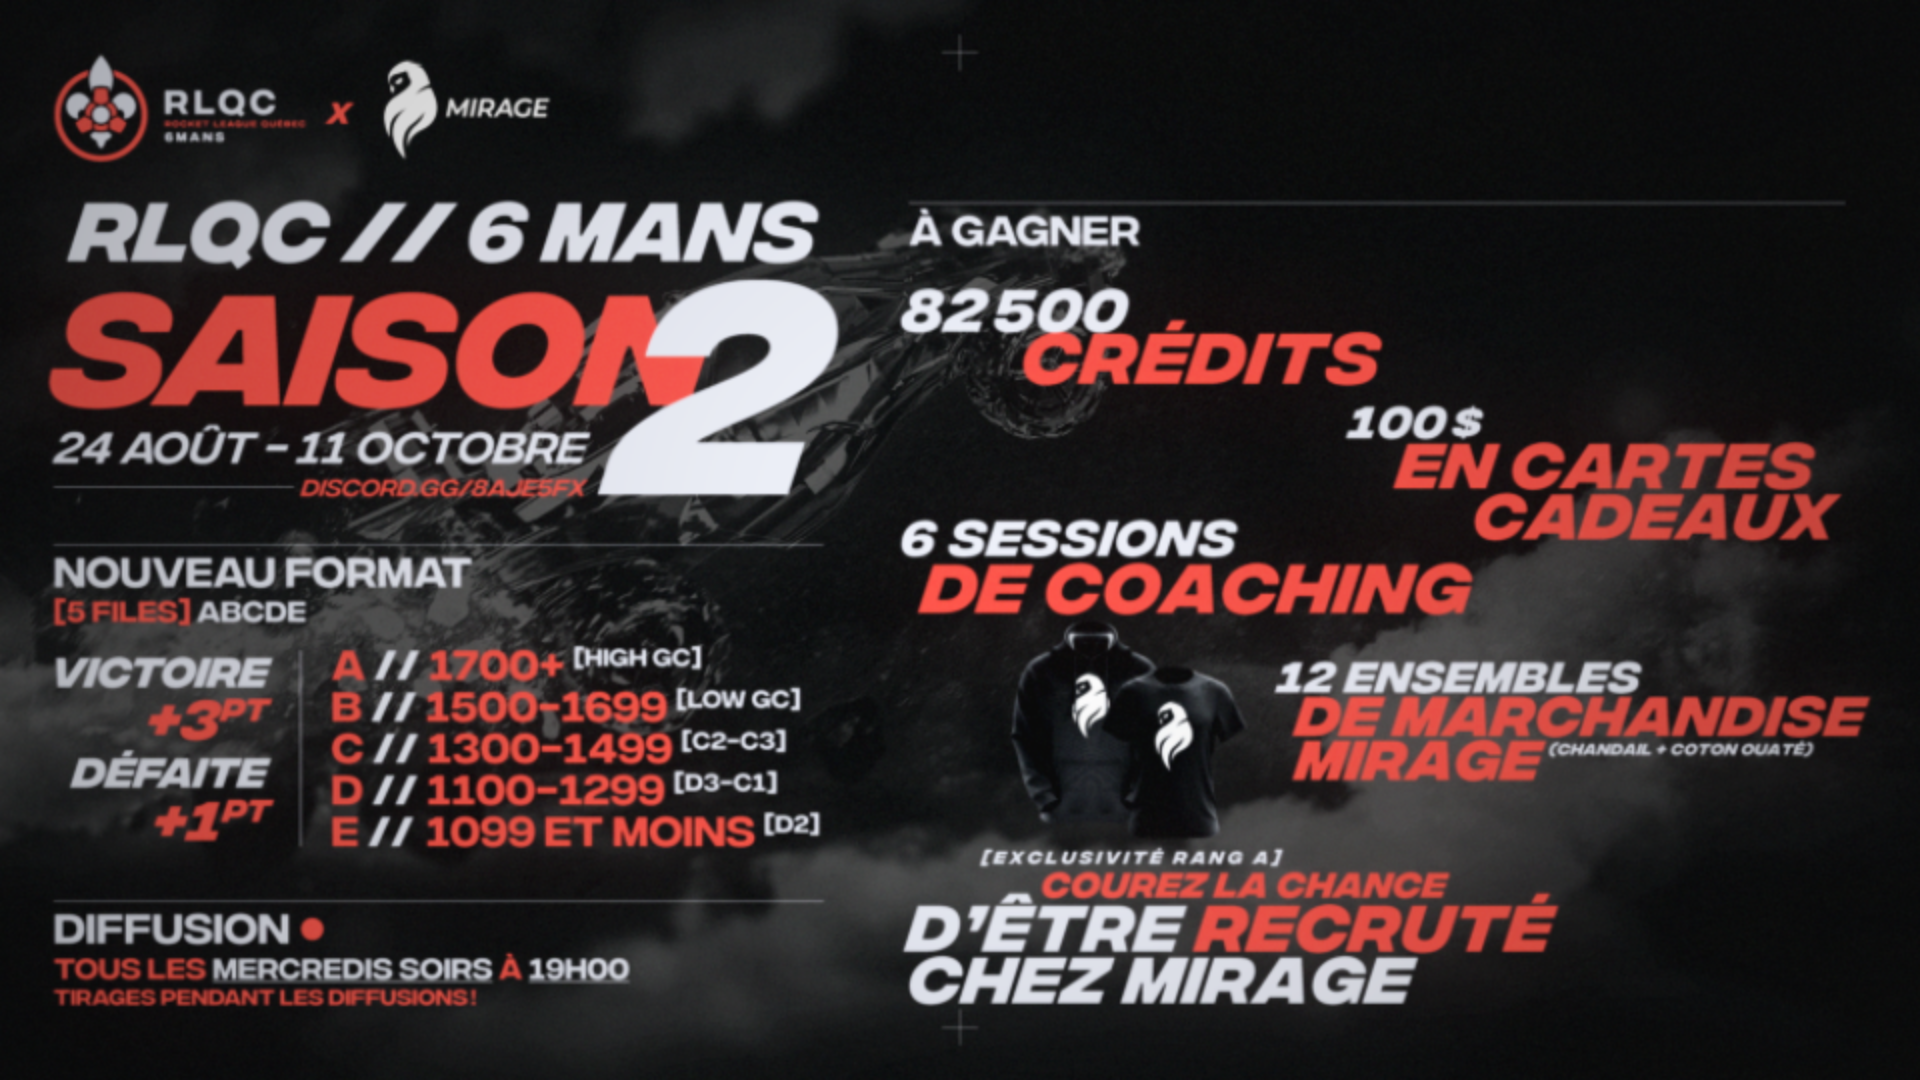 RLQC
ROCKET LEAGUE QUÉBEC
6MANS
X
MIRAGE
RLQC // 6 MANS
SAISON 2
24 AOÛT - 11 OCTOBRE
DISCORD.GG/8AJE5FX
NOUVEAU FORMAT
[5 FILES] ABCDE
VICTOIRE
+3PT
DÉFAITE
+1PT
A // 1700+ [HIGH GC]
B // 1500-1699 [LOW GC]
C // 1300-1499 [C2-C3]
D // 1100-1299 [D3-C1]
E // 1099 ET MOINS [D2]
DIFFUSION
TOUS LES MERCREDIS SOIRS À 19H00
TIRAGES PENDANT LES DIFFUSIONS!
À GAGNER
82 500
CRÉDITS
100 $
EN CARTES
CADEAUX
6 SESSIONS
DE COACHING
12 ENSEMBLES
DE MARCHANDISE
MIRAGE (CHANDAIL + COTON OUATÉ)
[EXCLUSIVITÉ RANG A]
COUREZ LA CHANCE
D'ÊTRE RECRUTÉ
CHEZ MIRAGE